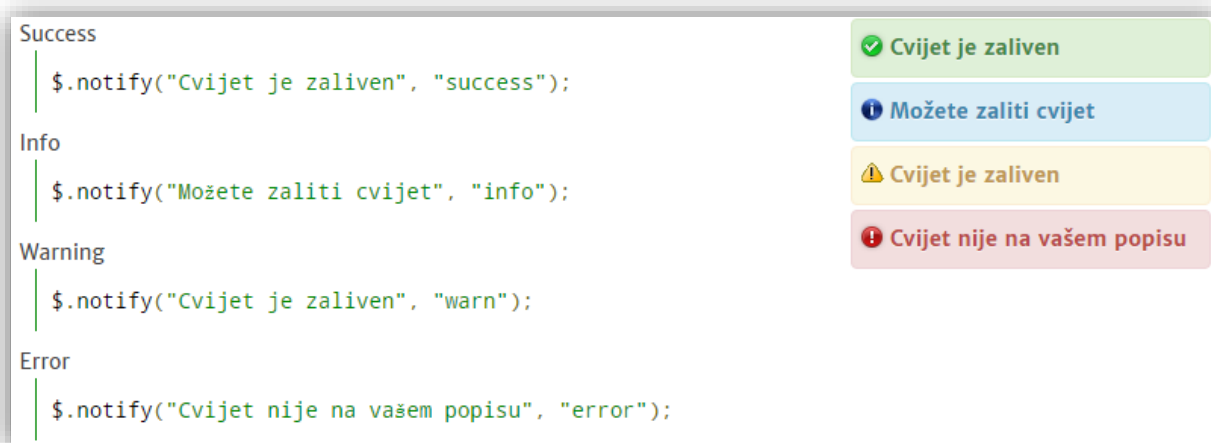 Success
$.notify("Cvijet je zaliven", "success");
Info
$.notify("Možete zaliti cvijet", "info");
Warning
$.notify("Cvijet je zaliven", "warn");
Error
$.notify("Cvijet nije na vašem popisu", "error");
Cvijet je zaliven
Možete zaliti cvijet
Cvijet je zaliven
Cvijet nije na vašem popisu